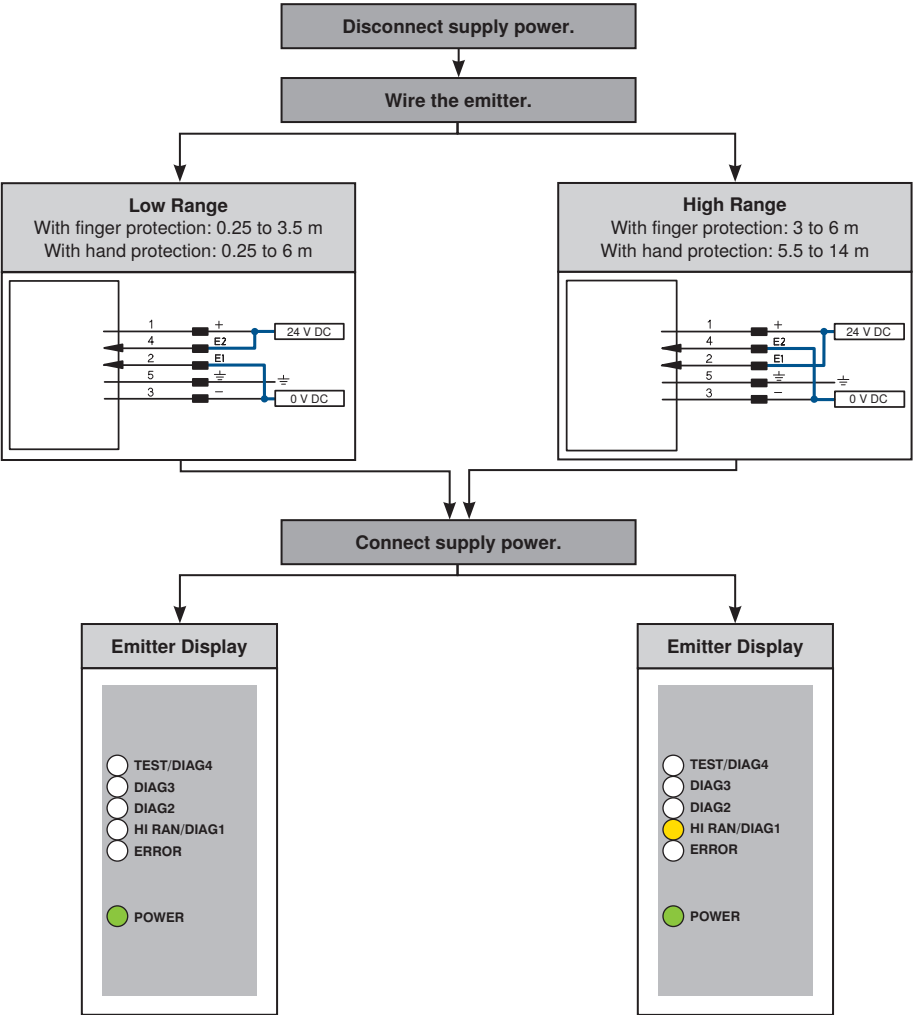 Disconnect supply power.
Wire the emitter.
Low Range
With finger protection: 0.25 to 3.5 m
With hand protection: 0.25 to 6 m
1 + 24 V DC
4 E2
2 E1
5
3 − 0 V DC
High Range
With finger protection: 3 to 6 m
With hand protection: 5.5 to 14 m
1 + 24 V DC
4 E2
2 E1
5
3 − 0 V DC
Connect supply power.
Emitter Display
TEST/DIAG4
DIAG3
DIAG2
HI RAN/DIAG1
ERROR
POWER
Emitter Display
TEST/DIAG4
DIAG3
DIAG2
HI RAN/DIAG1
ERROR
POWER